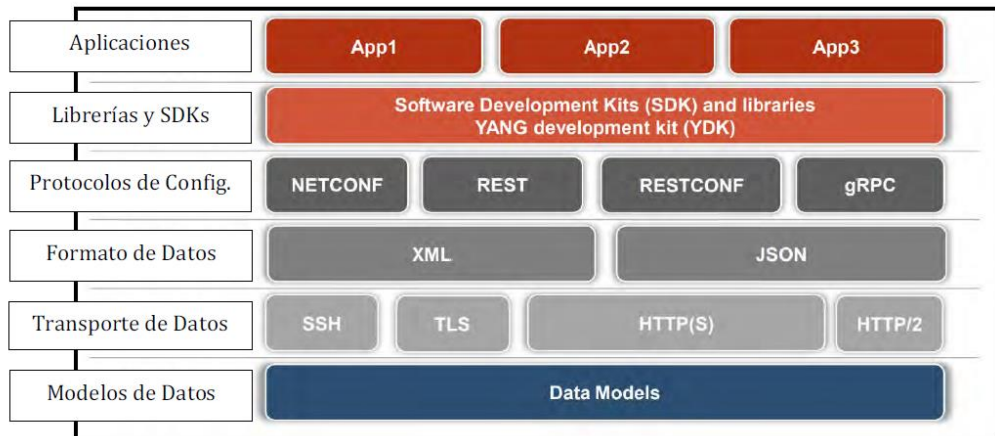 Aplicaciones
App1
App2
App3
Librerías y SDKs
Software Development Kits (SDK) and libraries
YANG development kit (YDK)
Protocolos de Config.
NETCONF
REST
RESTCONF
gRPC
Formato de Datos
XML
JSON
Transporte de Datos
SSH
TLS
HTTP(S)
HTTP/2
Modelos de Datos
Data Models